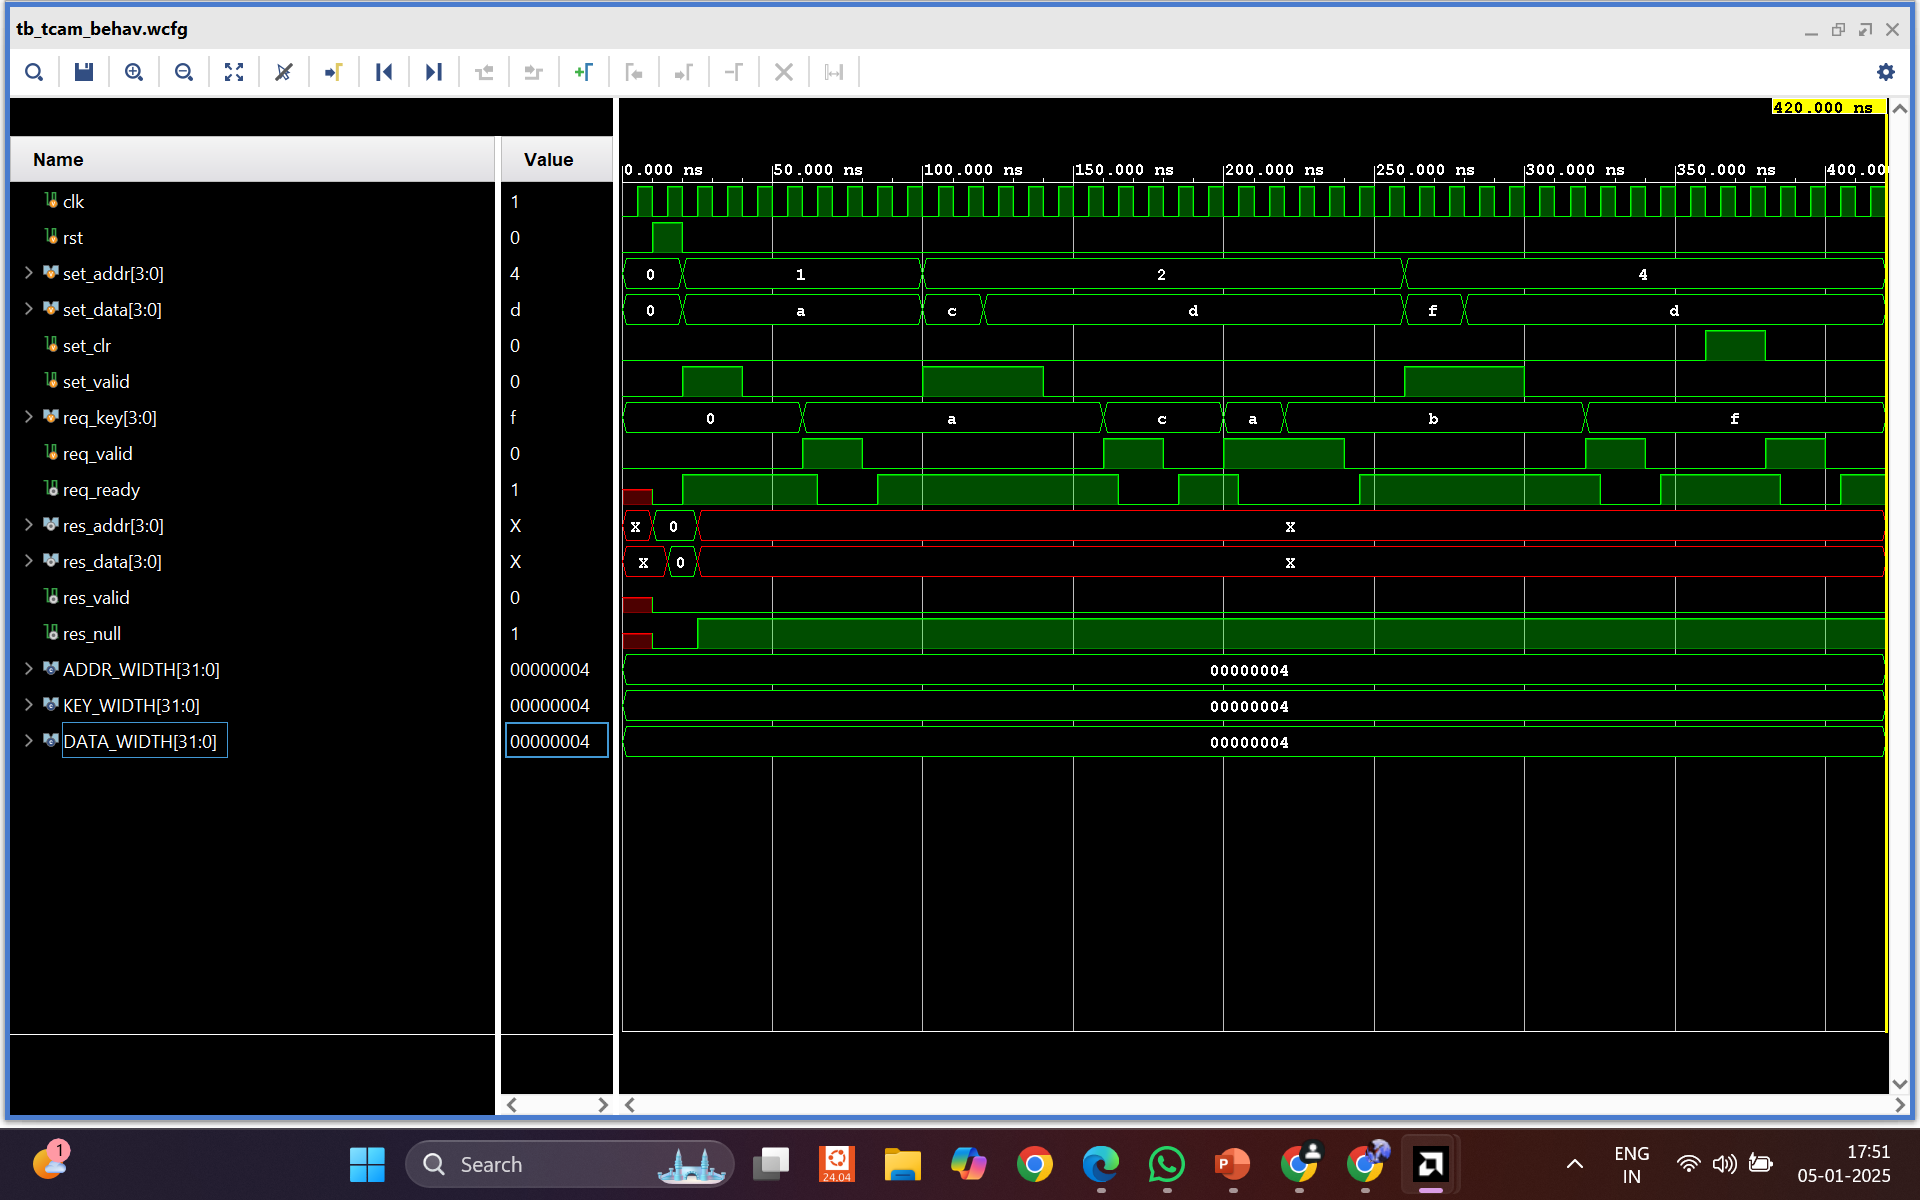 tb_tcam_behav.wcfg
420.000 ns
Name Value
0.000 ns 50.000 ns 100.000 ns 150.000 ns 200.000 ns 250.000 ns 300.000 ns 350.000 ns 400.00
clk 1
rst 0
set_addr[3:0] 4 0 1 2 4
set_data[3:0] d 0 a c d f d
set_clr 0
set_valid 0
req_key[3:0] f 0 a c a b f
req_valid 0
req_ready 1
res_addr[3:0] X X 0 X
res_data[3:0] X X 0 X
res_valid 0
res_null 1
ADDR_WIDTH[31:0] 00000004 00000004
KEY_WIDTH[31:0] 00000004 00000004
DATA_WIDTH[31:0] 00000004 00000004
1
Search
24.04
P
ENG
IN
17:51
05-01-2025